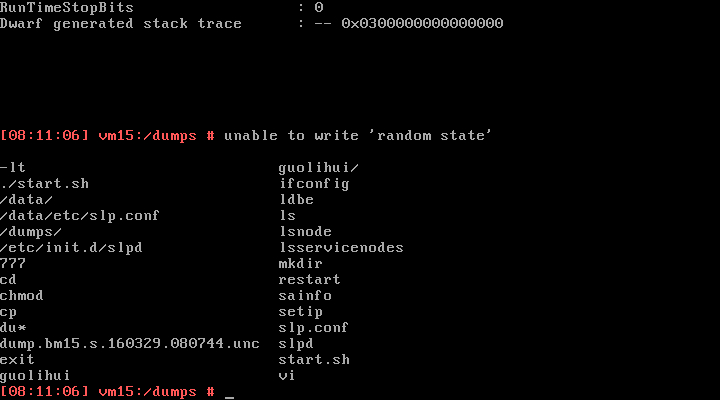 RunTimeStopBits                  : 0
Dwarf generated stack trace      : -- 0x0300000000000000
[08:11:06] vm15:/dumps # unable to write 'random state'
-lt                            guolihui/
./start.sh                     ifconfig
/data/                         ldbe
/data/etc/slp.conf             ls
/dumps/                        lsnode
/etc/init.d/slpd               lsservicenodes
777                            mkdir
cd                             restart
chmod                          sainfo
cp                             setip
du*                            slp.conf
dump.bm15.s.160329.080744.unc  slpd
exit                           start.sh
guolihui                       vi
[08:11:06] vm15:/dumps # _